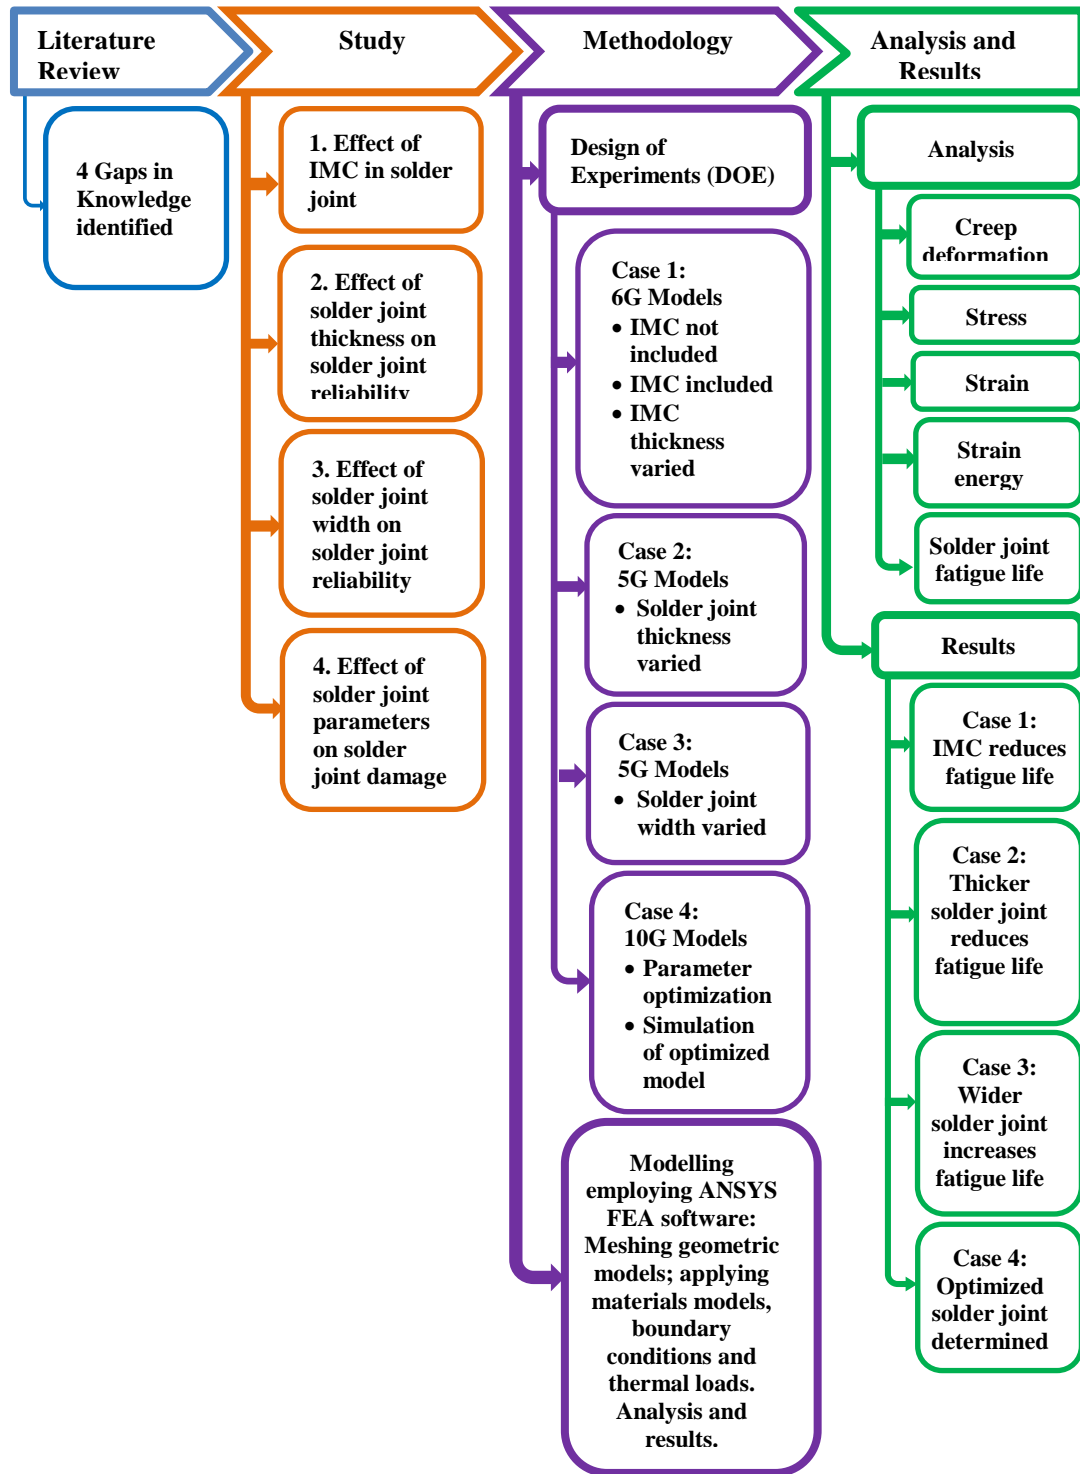 Literature
Review
4 Gaps in
Knowledge
identified
Study
1. Effect of
IMC in solder
joint
2. Effect of
solder joint
thickness on
solder joint
reliability
3. Effect of
solder joint
width on
solder joint
reliability
4. Effect of
solder joint
parameters
on solder
joint damage
Methodology
Design of
Experiments (DOE)
Case 1:
6G Models
• IMC not
included
• IMC included
• IMC
thickness
varied
Case 2:
5G Models
• Solder joint
thickness
varied
Case 3:
5G Models
• Solder joint
width varied
Case 4:
10G Models
• Parameter
optimization
• Simulation
of optimized
model
Modelling
employing ANSYS
FEA software:
Meshing geometric
models; applying
materials models,
boundary
conditions and
thermal loads.
Analysis and
results.
Analysis and
Results
Analysis
Creep
deformation
Stress
Strain
Strain
energy
Solder joint
fatigue life
Results
Case 1:
IMC reduces
fatigue life
Case 2:
Thicker
solder joint
reduces
fatigue life
Case 3:
Wider
solder joint
increases
fatigue life
Case 4:
Optimized
solder joint
determined